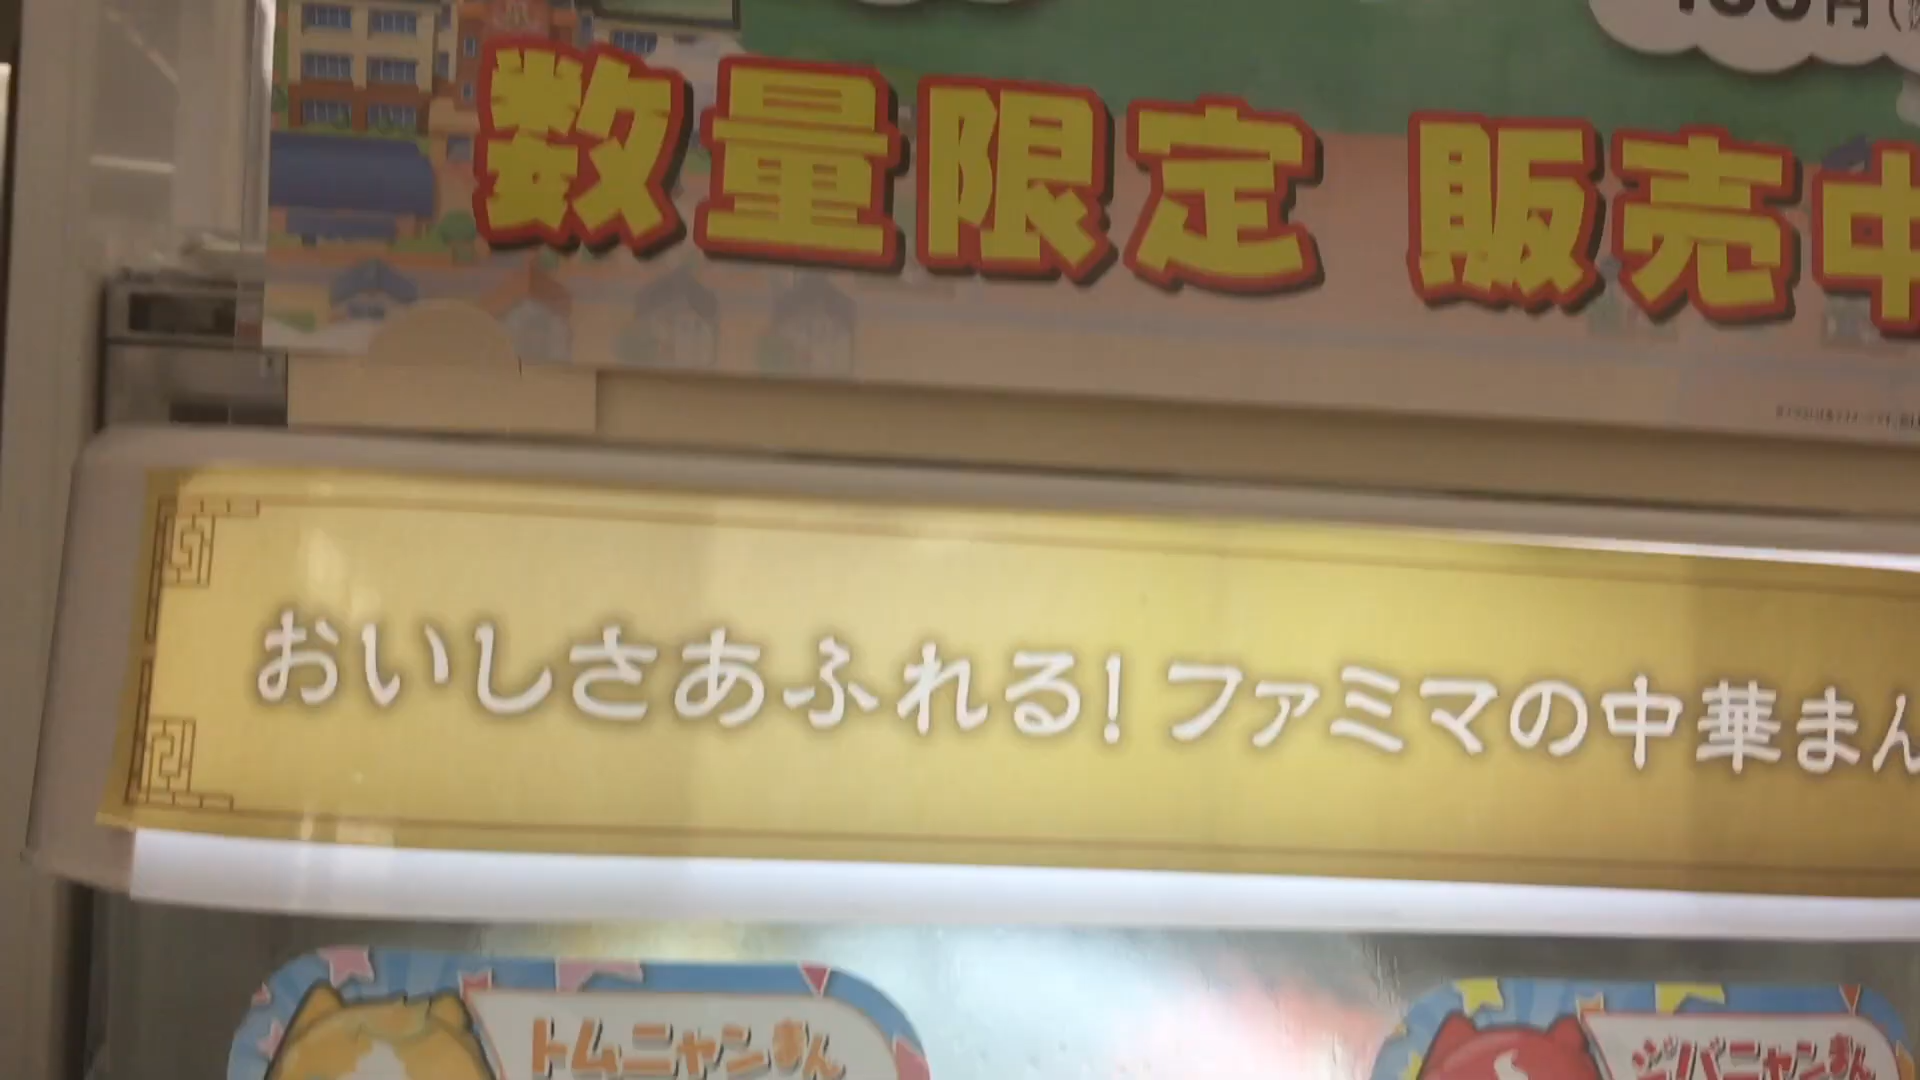 円(
数量限定 販売中
おいしさあふれる！ファミマの中華まん
トムニャンまん
ジバニャンまん